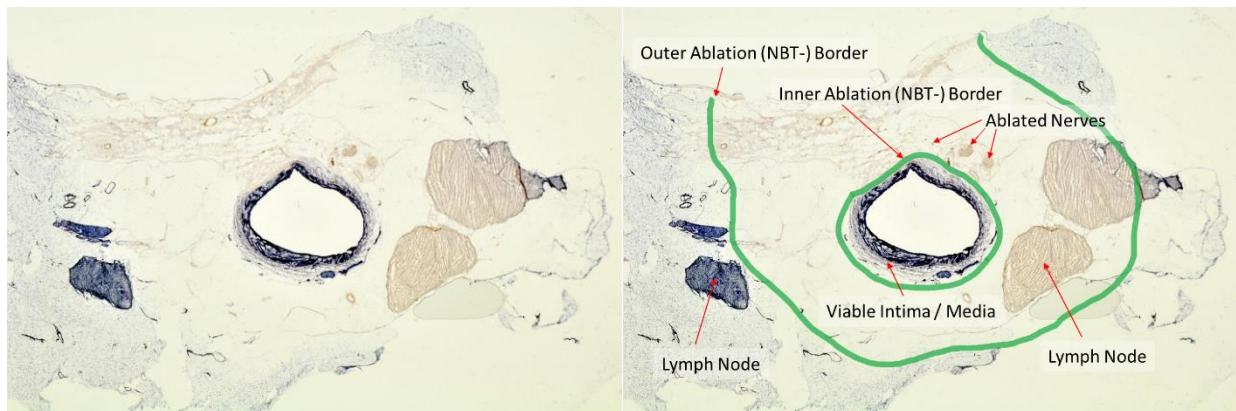 Outer Ablation (NBT-) Border
Inner Ablation (NBT-) Border
Ablated Nerves
Viable Intima / Media
Lymph Node
Lymph Node